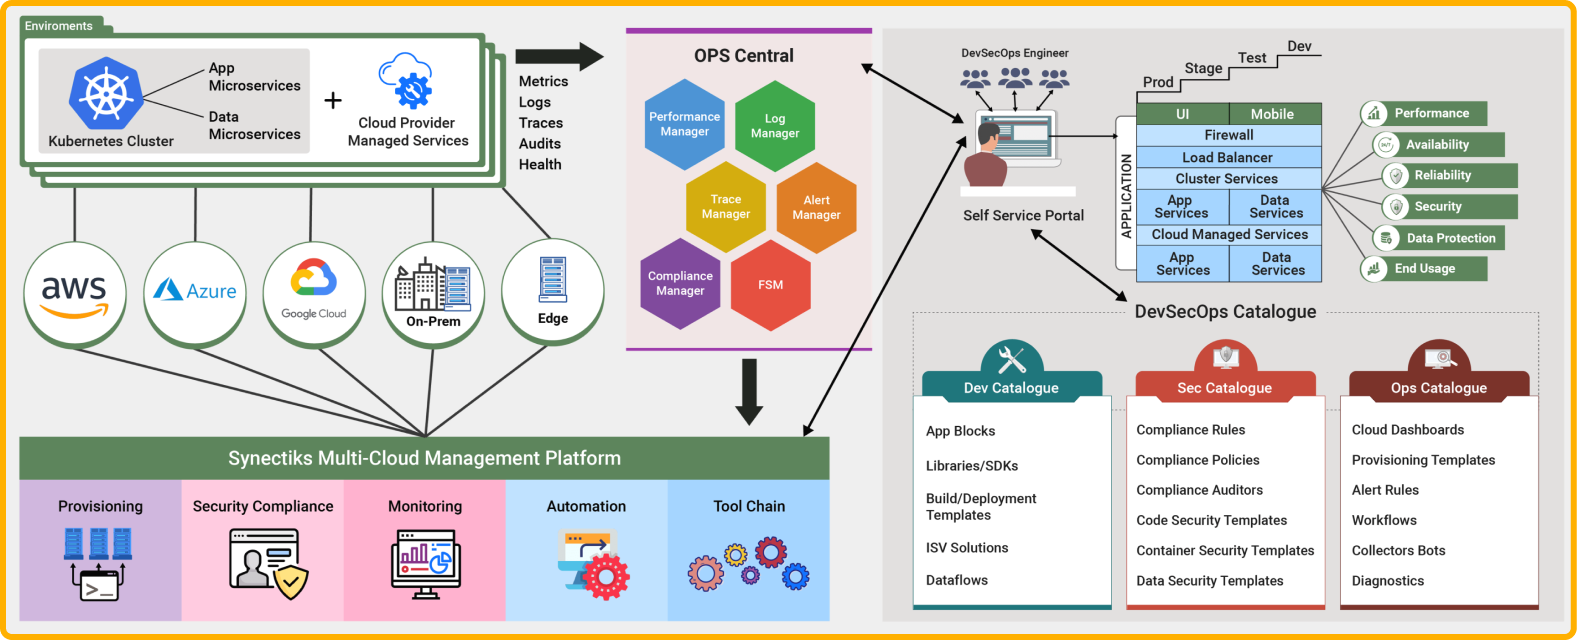 Enviroments
App
Microservices
Data
Microservices
Kubernetes Cluster
+
Cloud Provider
Managed Services
Metrics
Logs
Traces
Audits
Health
aws
Azure
Google Cloud
On-Prem
Edge
OPS Central
Performance
Manager
Log
Manager
Trace
Manager
Alert
Manager
Compliance
Manager
FSM
Synectiks Multi-Cloud Management Platform
Provisioning
Security Compliance
Monitoring
Automation
Tool Chain
DevSecOps Engineer
Self Service Portal
Prod
Stage
Test
Dev
APPLICATION
UI
Mobile
Firewall
Load Balancer
Cluster Services
App
Services
Data
Services
Cloud Managed Services
App
Services
Data
Services
Performance
24/7
Availability
Reliability
Security
Data Protection
End Usage
DevSecOps Catalogue
Dev Catalogue
App Blocks
Libraries/SDKs
Build/Deployment
Templates
ISV Solutions
Dataflows
Sec Catalogue
Compliance Rules
Compliance Policies
Compliance Auditors
Code Security Templates
Container Security Templates
Data Security Templates
Ops Catalogue
Cloud Dashboards
Provisioning Templates
Alert Rules
Workflows
Collectors Bots
Diagnostics